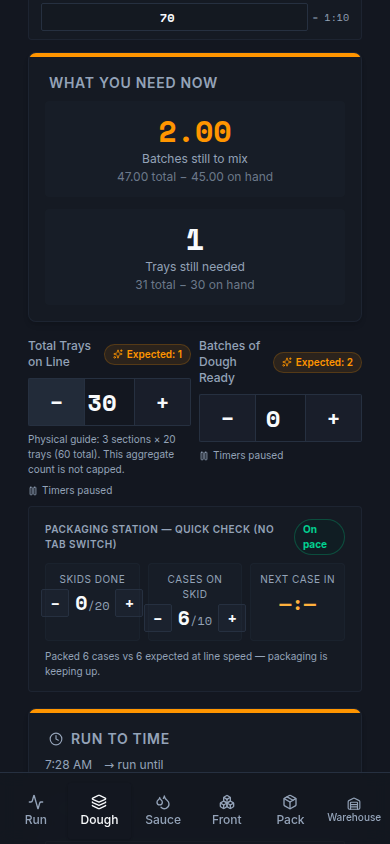 70
= 1:10
WHAT YOU NEED NOW
2.00
Batches still to mix
47.00 total − 45.00 on hand
1
Trays still needed
31 total − 30 on hand
Total Trays
on Line
Expected: 1
− 30 +
Physical guide: 3 sections × 20
trays (60 total). This aggregate
count is not capped.
Timers paused
Batches of
Dough
Ready
Expected: 2
− 0 +
Timers paused
PACKAGING STATION — QUICK CHECK (NO
TAB SWITCH)
On
pace
SKIDS DONE
− 0/20 +
CASES ON
SKID
− 6/10 +
NEXT CASE IN
—:—
Packed 6 cases vs 6 expected at line speed — packaging is
keeping up.
RUN TO TIME
7:28 AM → run until
Run
Dough
Sauce
Front
Pack
Warehouse